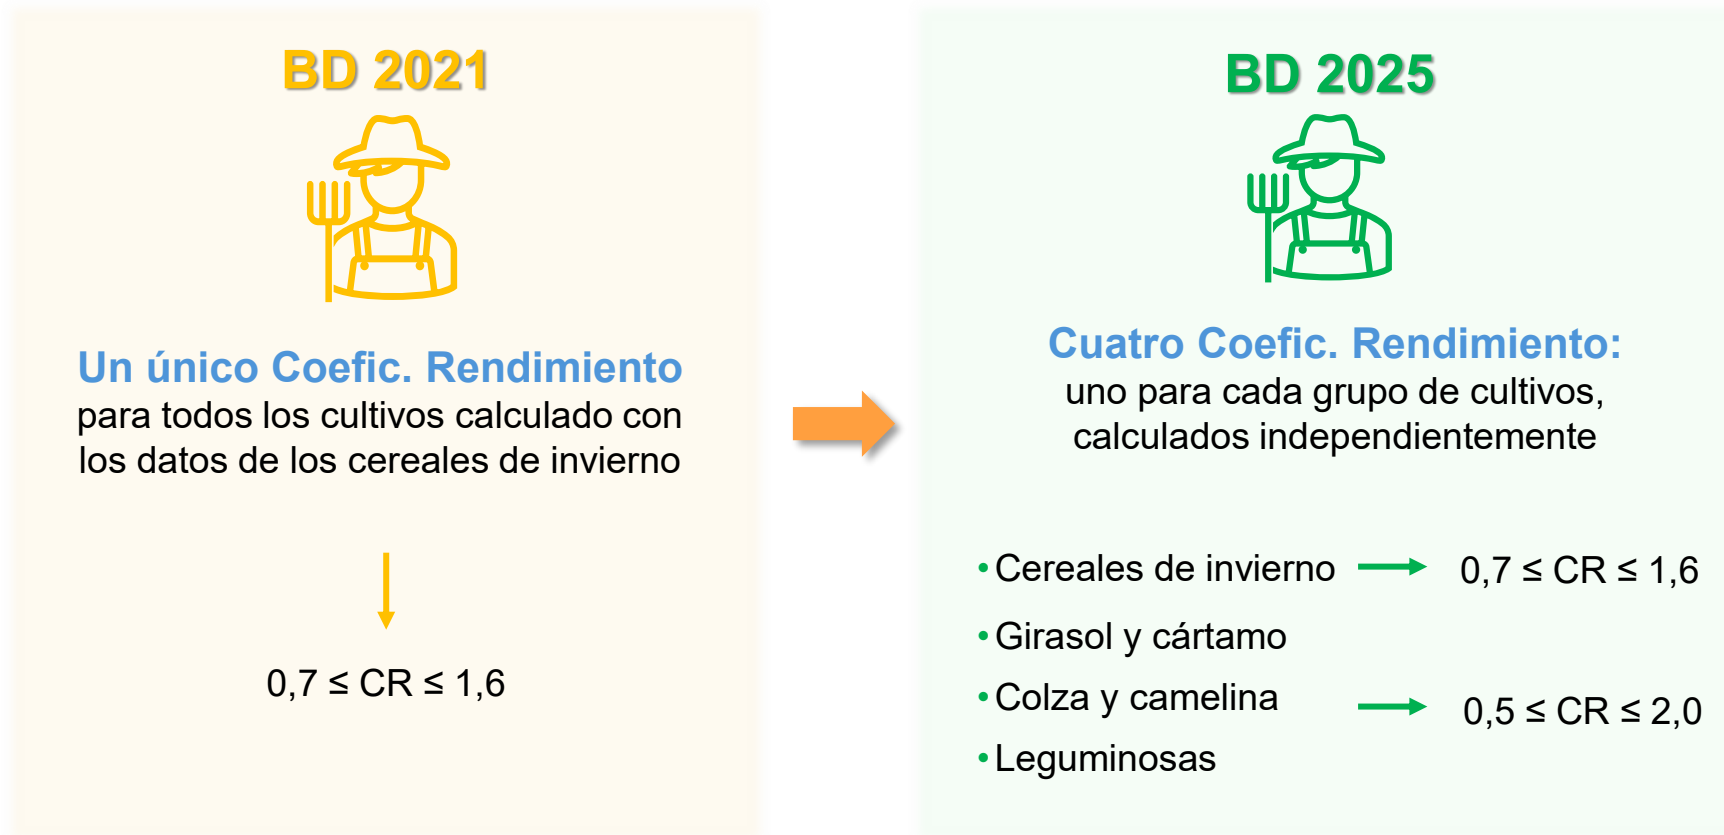 BD 2021
Un único Coefic. Rendimiento
para todos los cultivos calculado con
los datos de los cereales de invierno
0,7 ≤ CR ≤ 1,6
BD 2025
Cuatro Coefic. Rendimiento:
uno para cada grupo de cultivos,
calculados independientemente
•Cereales de invierno 0,7 ≤ CR ≤ 1,6
•Girasol y cártamo
•Colza y camelina 0,5 ≤ CR ≤ 2,0
•Leguminosas